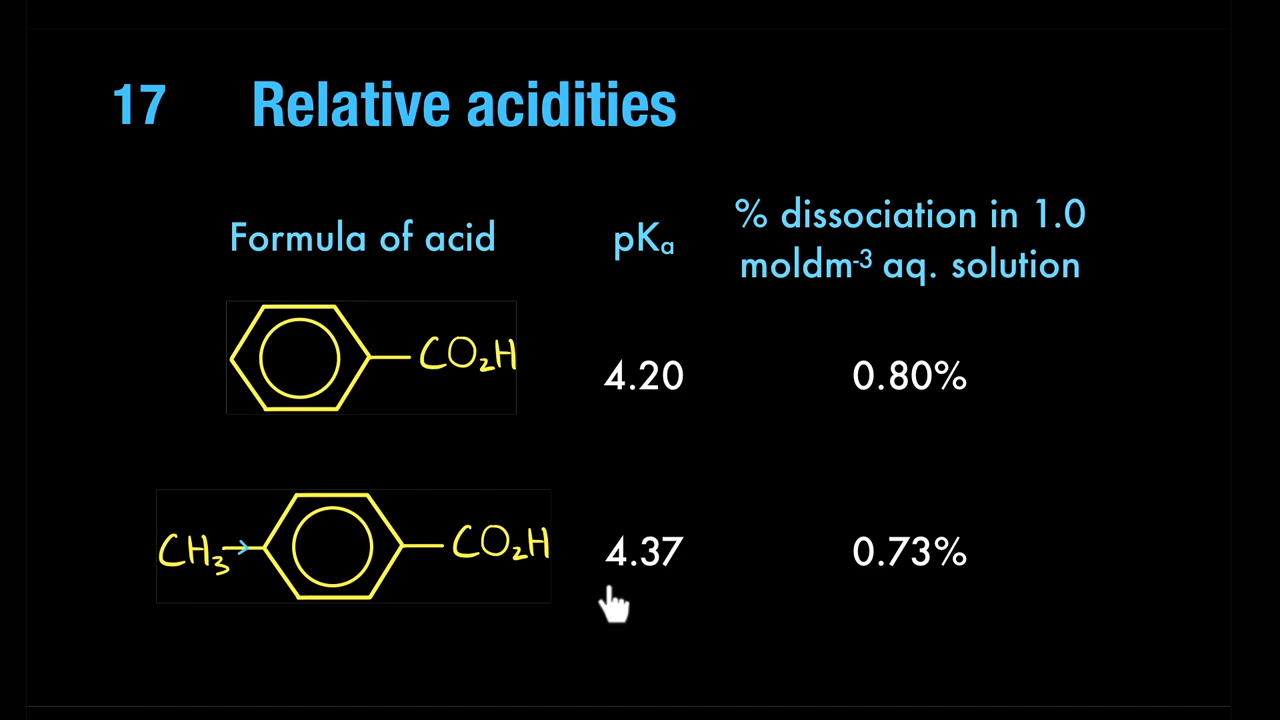 17 Relative acidities
Formula of acid
pKₐ
% dissociation in 1.0
moldm⁻³ aq. solution
CO₂H
4.20
0.80%
CH₃
CO₂H
4.37
0.73%